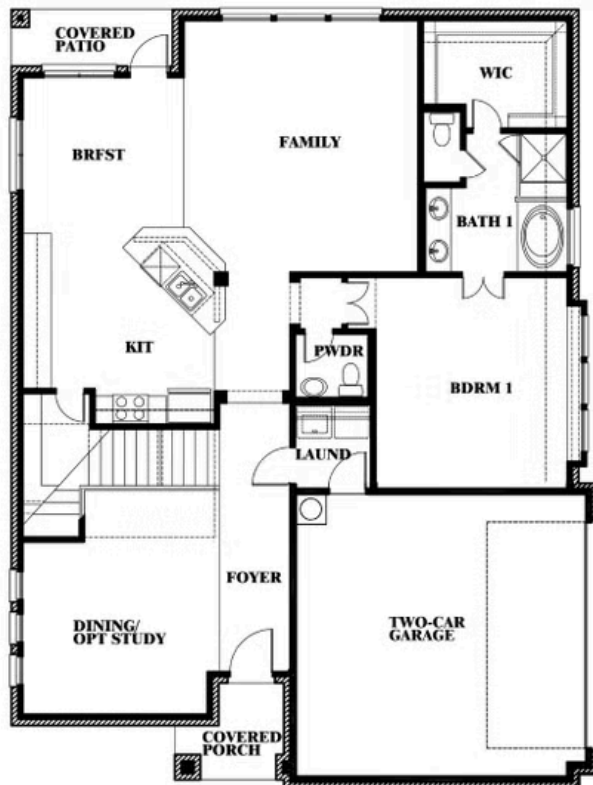 COVERED
PATIO
WIC
BRFST
FAMILY
BATH 1
KIT
PWDR
BDRM 1
LAUND
FOYER
DINING/
OPT STUDY
TWO-CAR
GARAGE
COVERED
PORCH